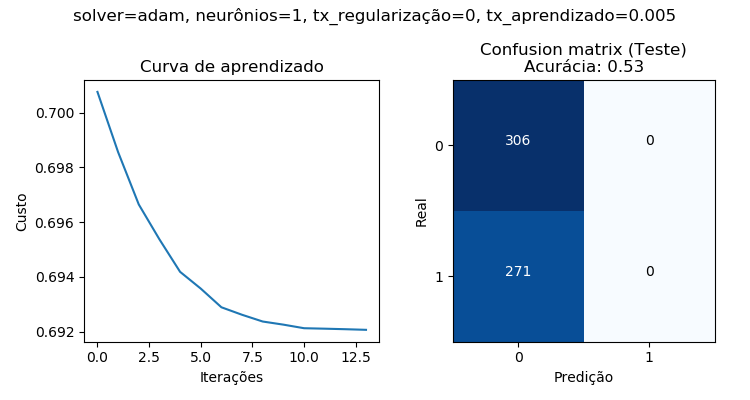 solver=adam, neurônios=1, tx_regularização=0, tx_aprendizado=0.005
Curva de aprendizado
0.700
0.698
0.696
0.694
0.692
Custo
0.0 2.5 5.0 7.5 10.0 12.5
Iterações
Confusion matrix (Teste)
Acurácia: 0.53
Real
0
306 0
1
271 0
0 1
Predição